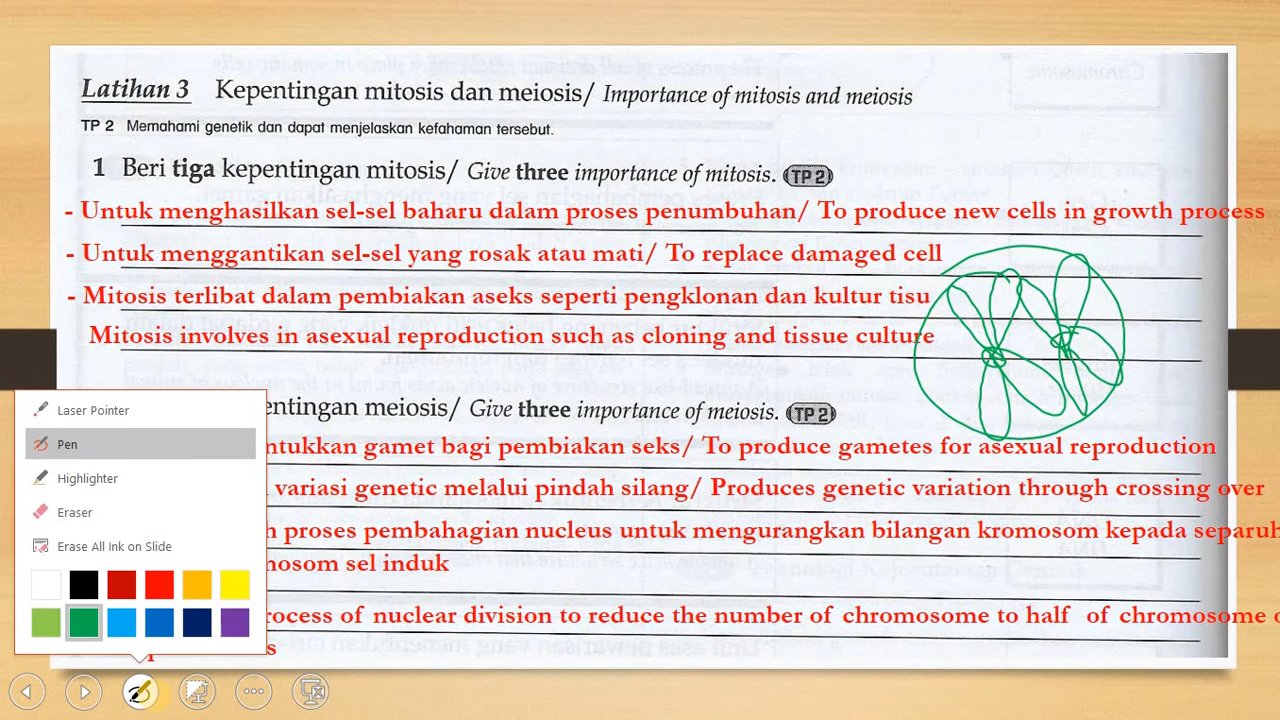 Latihan 3 Kepentingan mitosis dan meiosis/ Importance of mitosis and meiosis
TP 2 Memahami genetik dan dapat menjelaskan kefahaman tersebut.
1 Beri tiga kepentingan mitosis/ Give three importance of mitosis. TP 2
- Untuk menghasilkan sel-sel baharu dalam proses penumbuhan/ To produce new cells in growth process
- Untuk menggantikan sel-sel yang rosak atau mati/ To replace damaged cell
- Mitosis terlibat dalam pembiakan aseks seperti pengklonan dan kultur tisu
Mitosis involves in asexual reproduction such as cloning and tissue culture
entingan meiosis/ Give three importance of meiosis. TP 2
ntukkan gamet bagi pembiakan seks/ To produce gametes for asexual reproduction
variasi genetic melalui pindah silang/ Produces genetic variation through crossing over
proses pembahagian nucleus untuk mengurangkan bilangan kromosom kepada separuh
mosom sel induk
rocess of nuclear division to reduce the number of chromosome to half of chromosome
Laser Pointer
Pen
Highlighter
Eraser
Erase All Ink on Slide